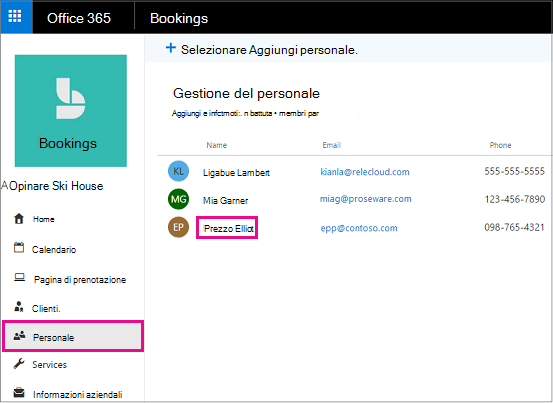 Office 365
Bookings
+ Selezionare Aggiungi personale.
Bookings
AOpinare Ski House
Home
Calendario
Pagina di prenotazione
Clienti.
Personale
Services
Informazioni aziendali
Gestione del personale
Aggiungi e infctmoti:. n battuta • membri par
Name Email Phone
KL Ligabue Lambert kianla@relecloud.com 555-555-5555
MG Mia Garner miag@proseware.com 123-456-7890
EP Prezzo Elliot epp@contoso.com 098-765-4321